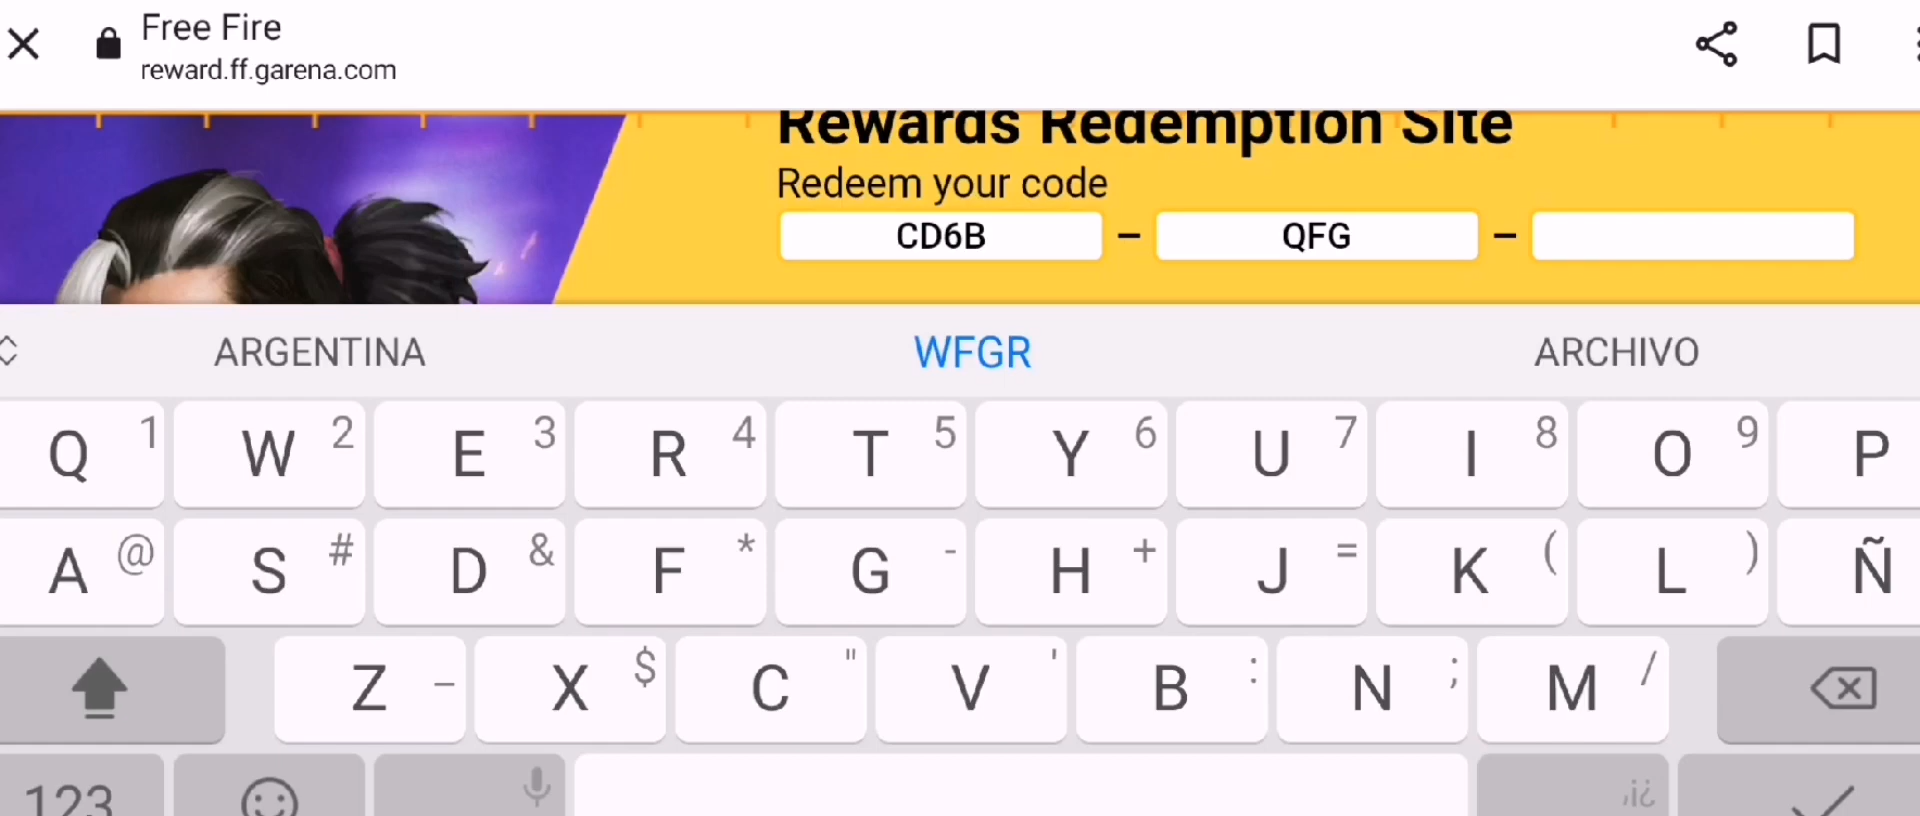 Free Fire
reward.ff.garena.com
Rewards Redemption Site
Redeem your code
CD6B – QFG –
ARGENTINA WFGR ARCHIVO
Q 1 W 2 E 3 R 4 T 5 Y 6 U 7 I 8 O 9 P
A @ S # D & F * G - H + J = K ( L ) Ñ
Z _ X $ C " V ' B : N ; M /
123 ,¡¿